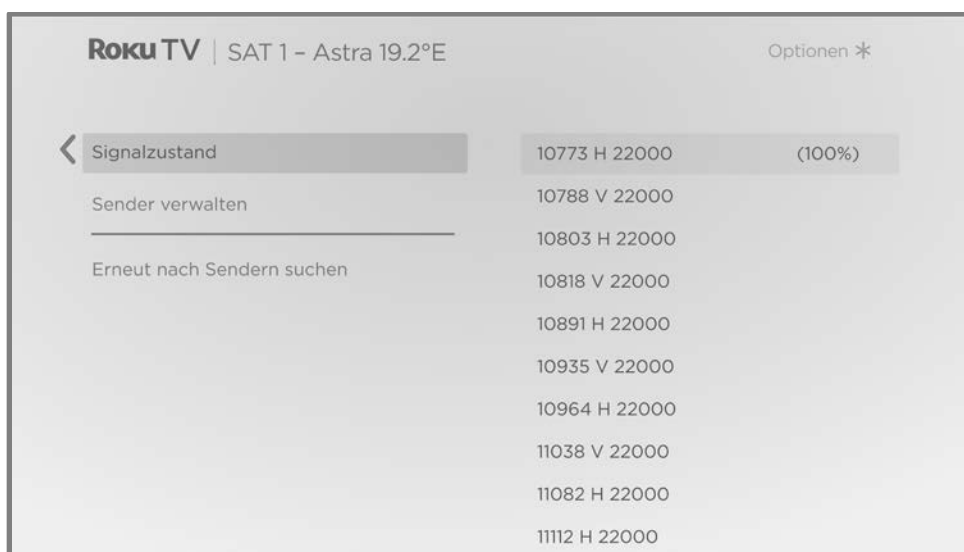 Roku TV | SAT 1 – Astra 19.2°E
Optionen *
Signalzustand
Sender verwalten
Erneut nach Sendern suchen
10773 H 22000 (100%)
10788 V 22000
10803 H 22000
10818 V 22000
10891 H 22000
10935 V 22000
10964 H 22000
11038 V 22000
11082 H 22000
11112 H 22000